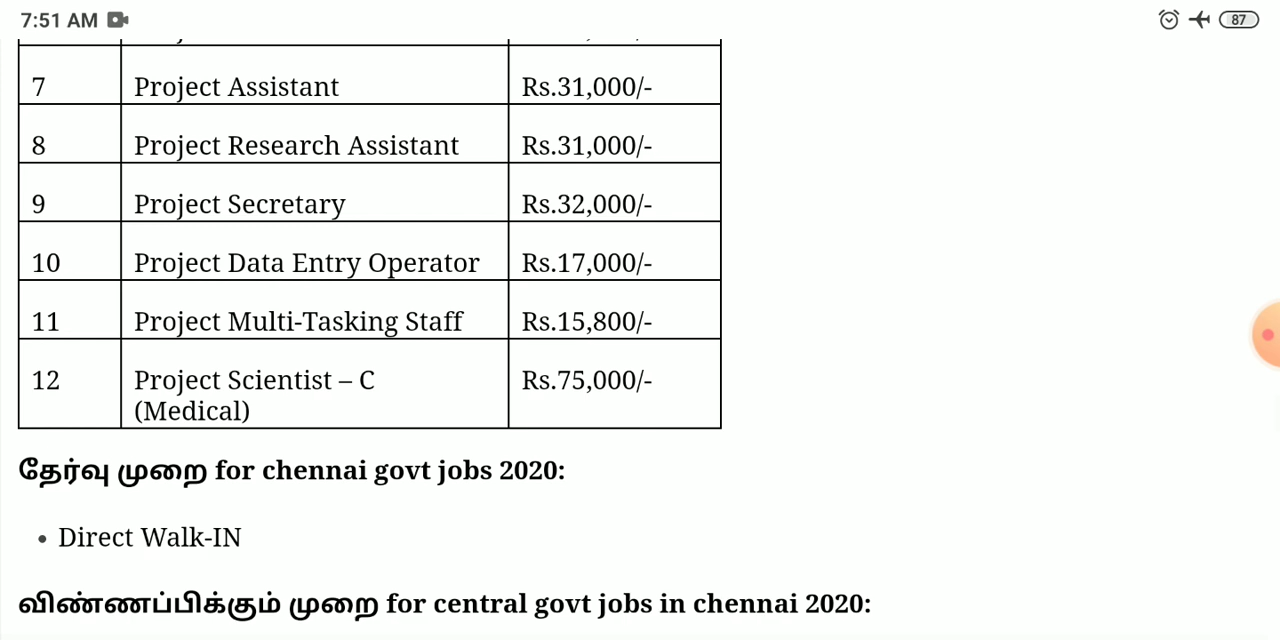 7:51 AM
87
7 Project Assistant Rs.31,000/-
8 Project Research Assistant Rs.31,000/-
9 Project Secretary Rs.32,000/-
10 Project Data Entry Operator Rs.17,000/-
11 Project Multi-Tasking Staff Rs.15,800/-
12 Project Scientist – C Rs.75,000/-
(Medical)
தேர்வு முறை for chennai govt jobs 2020:
• Direct Walk-IN
விண்ணப்பிக்கும் முறை for central govt jobs in chennai 2020: